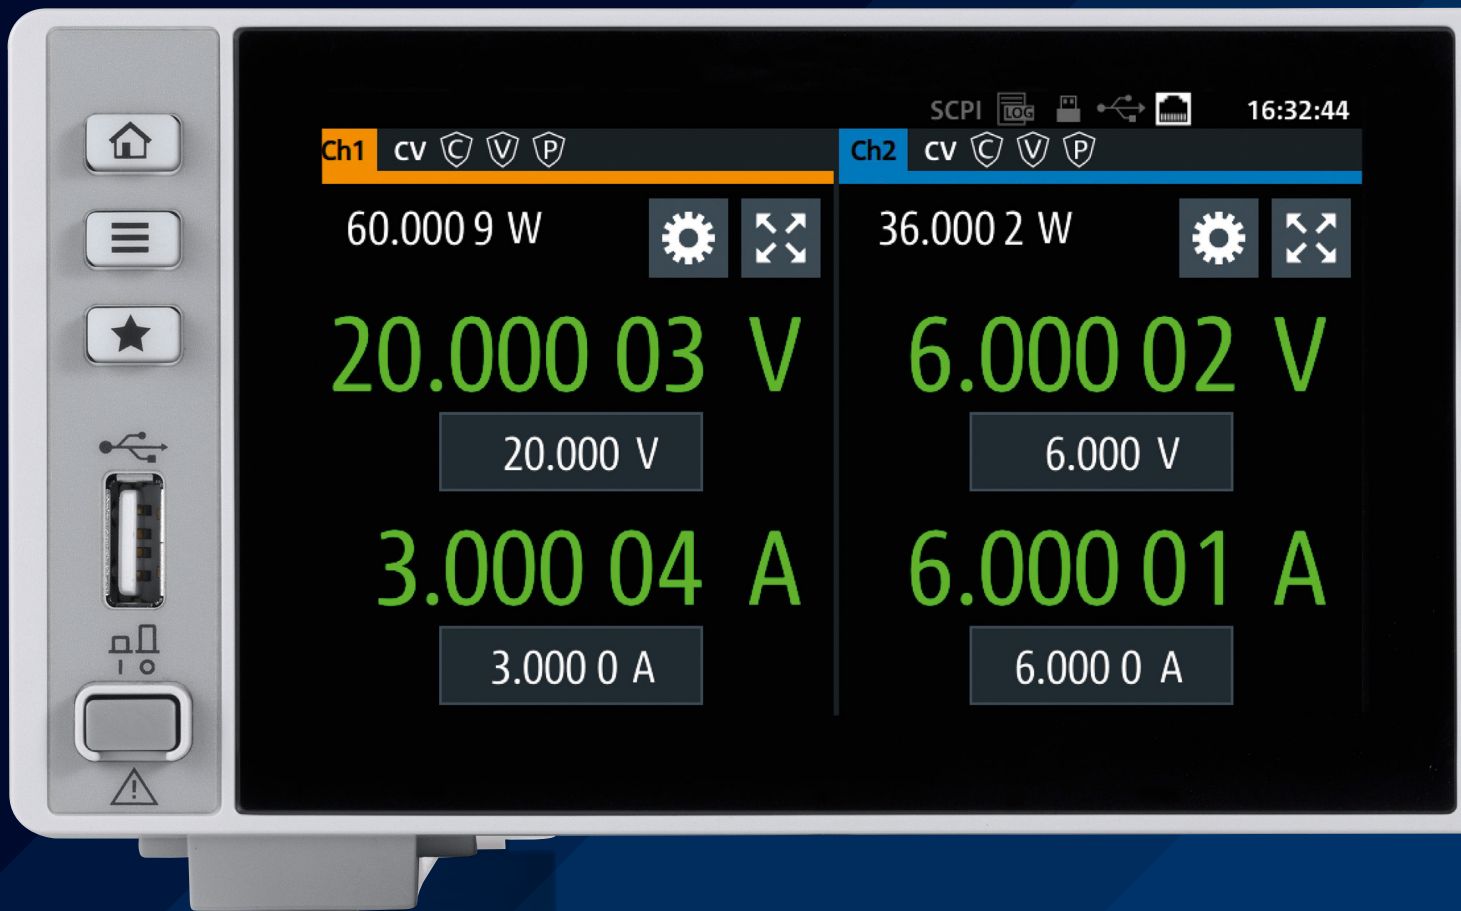 SCPI LOG 16:32:44
Ch1 CV C V P
60.000 9 W
20.000 03 V
20.000 V
3.000 04 A
3.000 0 A
Ch2 CV C V P
36.000 2 W
6.000 02 V
6.000 V
6.000 01 A
6.000 0 A